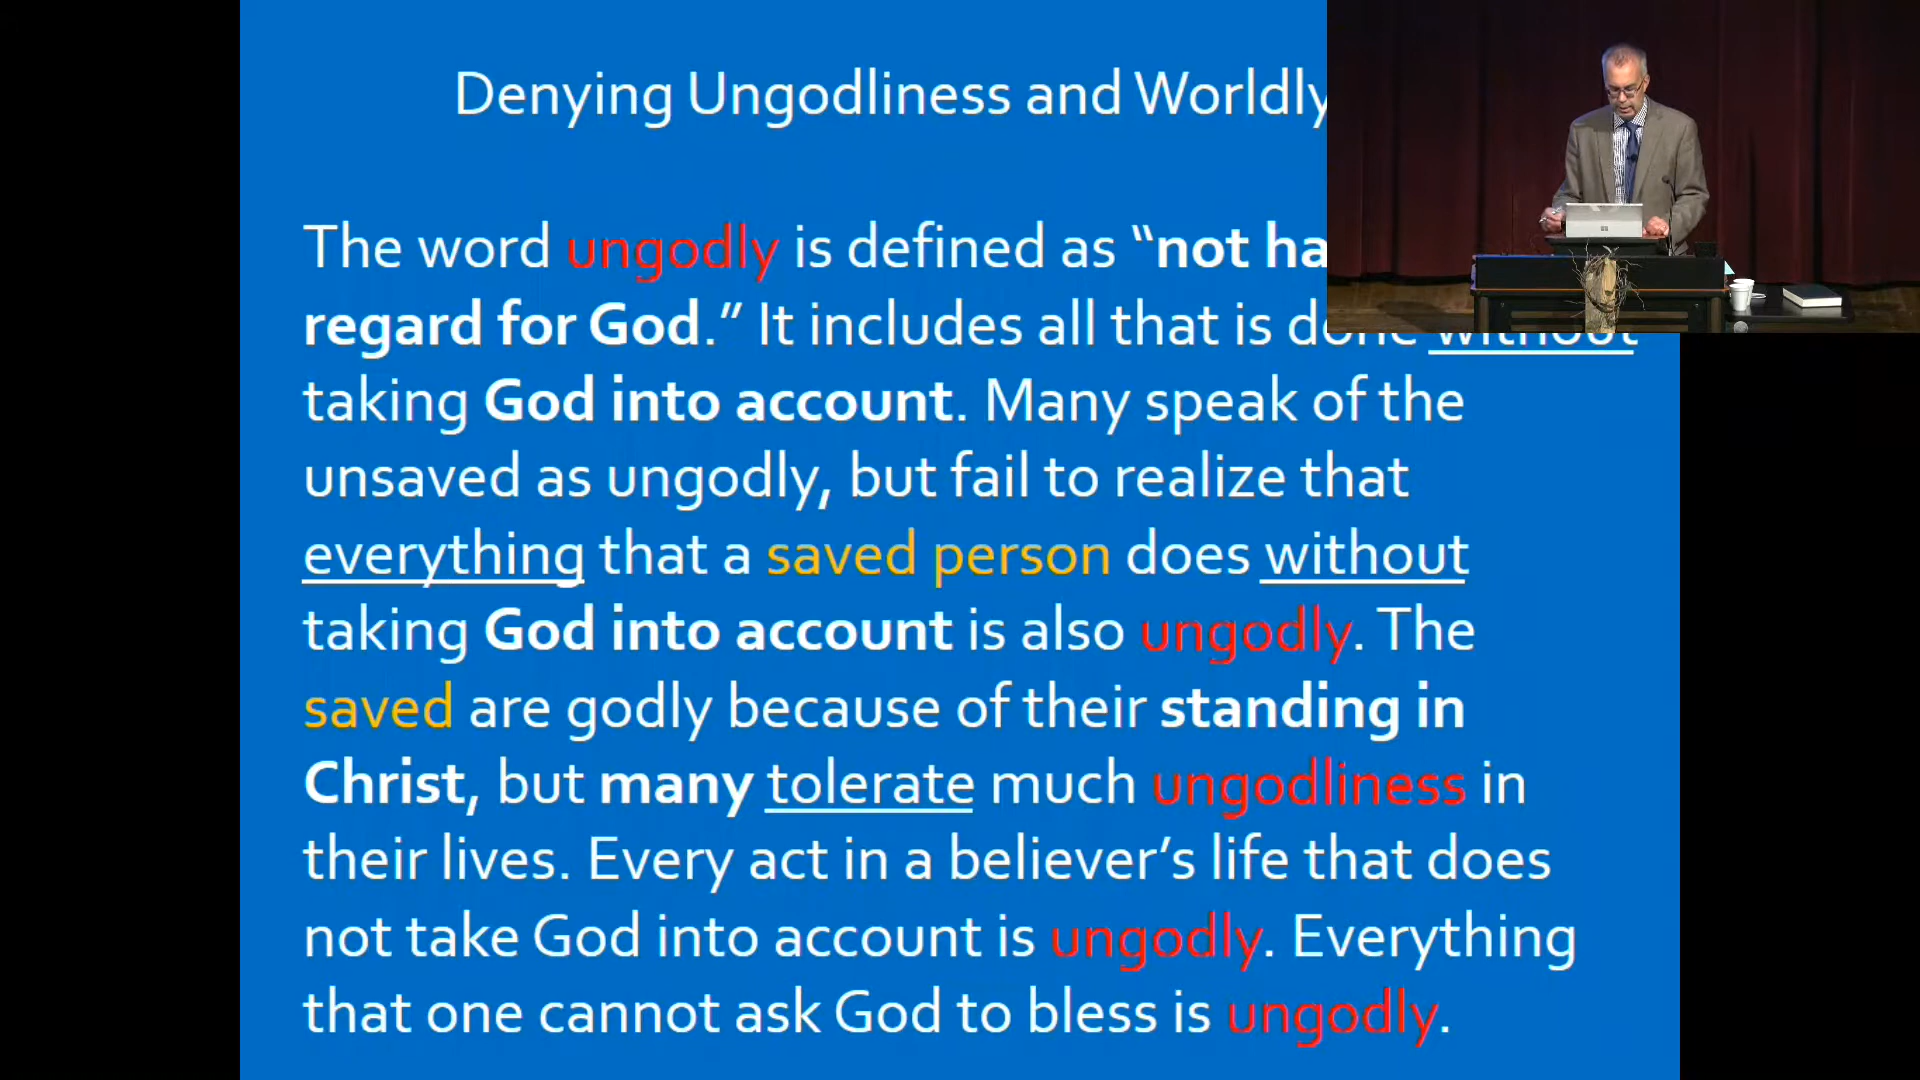 Denying Ungodliness and Worldly
The word ungodly is defined as “not ha
regard for God.” It includes all that is done without
taking God into account. Many speak of the
unsaved as ungodly, but fail to realize that
everything that a saved person does without
taking God into account is also ungodly. The
saved are godly because of their standing in
Christ, but many tolerate much ungodliness in
their lives. Every act in a believer’s life that does
not take God into account is ungodly. Everything
that one cannot ask God to bless is ungodly.